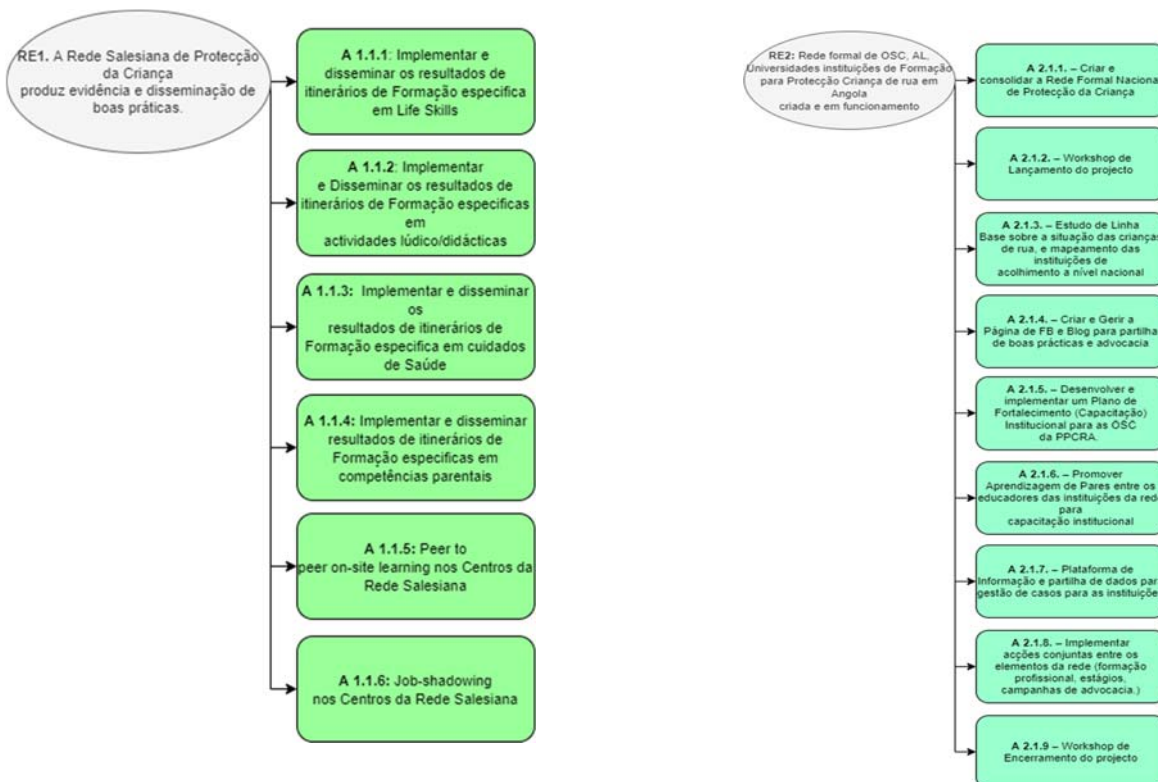 RE1. A Rede Salesiana de Protecção
da Criança
produz evidência e disseminação de
boas práticas.
A 1.1.1: Implementar e
disseminar os resultados de
itinerários de Formação especifica
em Life Skills
A 1.1.2: Implementar
e Disseminar os resultados de
itinerários de Formação especificas
em
actividades lúdico/didácticas
A 1.1.3: Implementar e disseminar
os
resultados de itinerários de
Formação especifica em cuidados
de Saúde
A 1.1.4: Implementar e disseminar
resultados de itinerários de
Formação especificas em
competências parentais
A 1.1.5: Peer to
peer on-site learning nos Centros da
Rede Salesiana
A 1.1.6: Job-shadowing
nos Centros da Rede Salesiana
RE2: Rede formal de OSC, AL,
Universidades instituições de Formação
para Protecção Criança de rua em
Angola
criada e em funcionamento
A 2.1.1. – Criar e
consolidar a Rede Formal Nacional
de Protecção da Criança
A 2.1.2. – Workshop de
Lançamento do projecto
A 2.1.3. – Estudo de Linha
Base sobre a situação das crianças
de rua, e mapeamento das
instituições de
acolhimento a nível nacional
A 2.1.4. – Criar e Gerir a
Página de FB e Blog para partilha
de boas prácticas e advocacia
A 2.1.5. – Desenvolver e
implementar um Plano de
Fortalecimento (Capacitação)
Institucional para as OSC
da PPCRA.
A 2.1.6. – Promover
Aprendizagem de Pares entre os
educadores das instituições da rede
para
capacitação institucional
A 2.1.7. – Plataforma de
Informação e partilha de dados para
gestão de casos para as instituições
A 2.1.8. – Implementar
acções conjuntas entre os
elementos da rede (formação
profissional, estágios,
campanhas de advocacia.)
A 2.1.9 – Workshop de
Encerramento do projecto